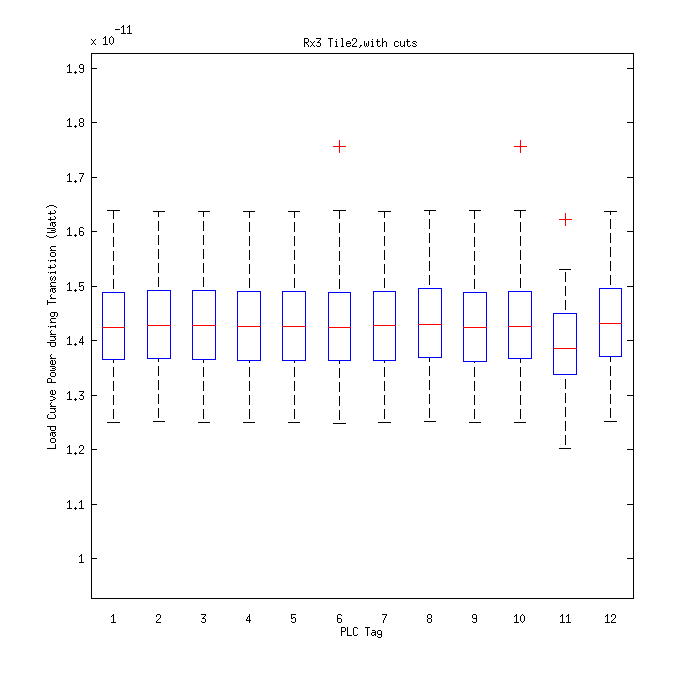 x 10^-11
Rx3 Tile2,with cuts
1.9
1.8
1.7
1.6
1.5
1.4
1.3
1.2
1.1
1
Load Curve Power during Transition (Watt)
1 2 3 4 5 6 7 8 9 10 11 12
PLC Tag